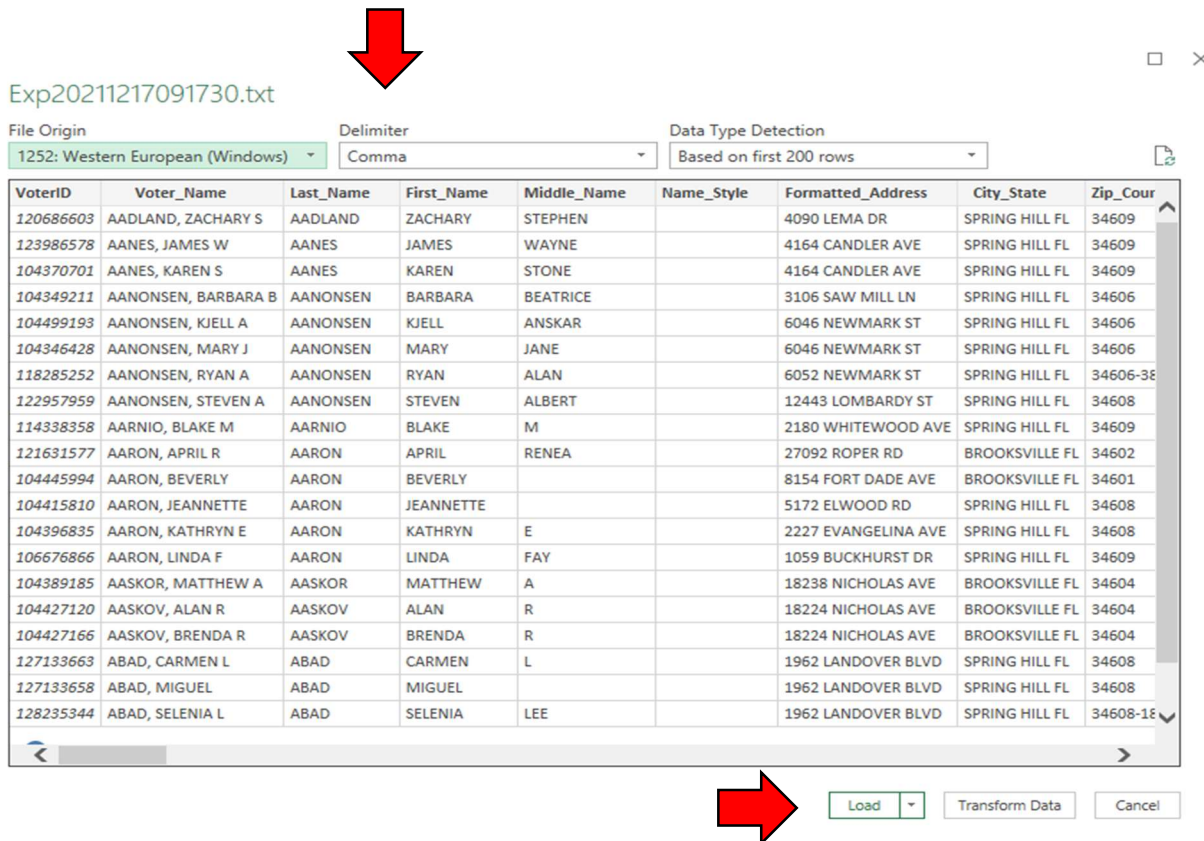 Exp20211217091730.txt
File Origin Delimiter Data Type Detection
1252: Western European (Windows) Comma Based on first 200 rows
VoterID Voter_Name Last_Name First_Name Middle_Name Name_Style Formatted_Address City_State Zip_Cour
120686603 AADLAND, ZACHARY S AADLAND ZACHARY STEPHEN 4090 LEMA DR SPRING HILL FL 34609
123986578 AANES, JAMES W AANES JAMES WAYNE 4164 CANDLER AVE SPRING HILL FL 34609
104370701 AANES, KAREN S AANES KAREN STONE 4164 CANDLER AVE SPRING HILL FL 34609
104349211 AANONSEN, BARBARA B AANONSEN BARBARA BEATRICE 3106 SAW MILL LN SPRING HILL FL 34606
104499193 AANONSEN, KJELL A AANONSEN KJELL ANSKAR 6046 NEWMARK ST SPRING HILL FL 34606
104346428 AANONSEN, MARY J AANONSEN MARY JANE 6046 NEWMARK ST SPRING HILL FL 34606
118285252 AANONSEN, RYAN A AANONSEN RYAN ALAN 6052 NEWMARK ST SPRING HILL FL 34606-38
122957959 AANONSEN, STEVEN A AANONSEN STEVEN ALBERT 12443 LOMBARDY ST SPRING HILL FL 34608
114338358 AARNIO, BLAKE M AARNIO BLAKE M 2180 WHITEWOOD AVE SPRING HILL FL 34609
121631577 AARON, APRIL R AARON APRIL RENEA 27092 ROPER RD BROOKSVILLE FL 34602
104445994 AARON, BEVERLY AARON BEVERLY 8154 FORT DADE AVE BROOKSVILLE FL 34601
104415810 AARON, JEANNETTE AARON JEANNETTE 5172 ELWOOD RD SPRING HILL FL 34608
104396835 AARON, KATHRYN E AARON KATHRYN E 2227 EVANGELINA AVE SPRING HILL FL 34608
106676866 AARON, LINDA F AARON LINDA FAY 1059 BUCKHURST DR SPRING HILL FL 34609
104389185 AASKOR, MATTHEW A AASKOR MATTHEW A 18238 NICHOLAS AVE BROOKSVILLE FL 34604
104427120 AASKOV, ALAN R AASKOV ALAN R 18224 NICHOLAS AVE BROOKSVILLE FL 34604
104427166 AASKOV, BRENDA R AASKOV BRENDA R 18224 NICHOLAS AVE BROOKSVILLE FL 34604
127133663 ABAD, CARMEN L ABAD CARMEN L 1962 LANDOVER BLVD SPRING HILL FL 34608
127133658 ABAD, MIGUEL ABAD MIGUEL 1962 LANDOVER BLVD SPRING HILL FL 34608
128235344 ABAD, SELENIA L ABAD SELENIA LEE 1962 LANDOVER BLVD SPRING HILL FL 34608-18
Load Transform Data Cancel